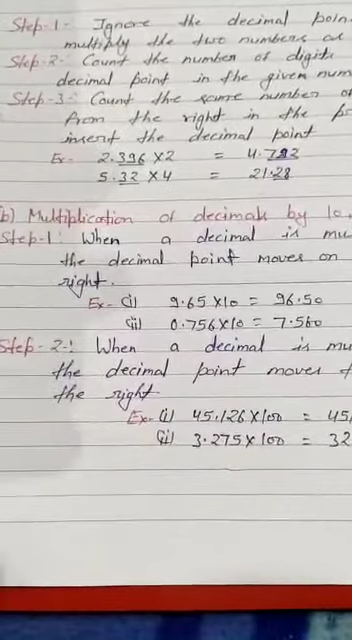 Step-1- Ignore the decimal poin
multiply the two numbers as
Step-2- Count the number of digits
decimal point in the given num
Step-3- Count the same number of
from the right in the pr
insert the decimal point
Ex- 2.396 X 2 = 4.792
5.32 X 4 = 21.28
b) Multiplication of decimals by 10,
Step-1: When a decimal is mu
the decimal point moves on
right.
Ex- (i) 9.65 X 10 = 96.50
(ii) 0.756 X 10 = 7.560
Step-2: When a decimal is mu
the decimal point moves t
the right
Ex- (i) 45.126 X 100 = 45
(ii) 3.275 X 100 = 32